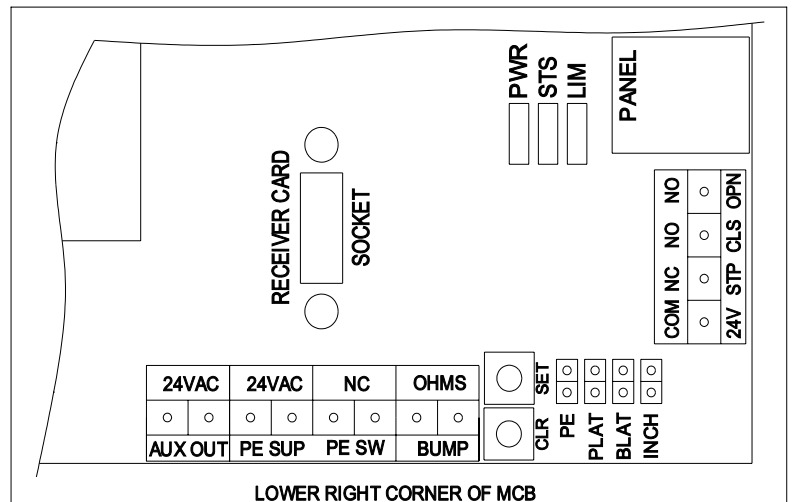 PWR
STS
LIM
PANEL
RECEIVER CARD
SOCKET
NO OPN
NO CLS
NC STP
COM 24V
24VAC 24VAC NC OHMS
AUX OUT PE SUP PE SW BUMP
SET
CLR
PE
PLAT
BLAT
INCH
LOWER RIGHT CORNER OF MCB